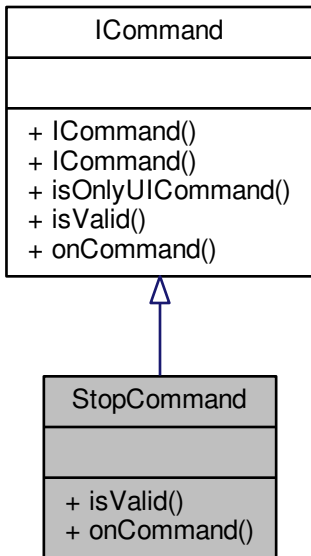 ICommand
+ ICommand()
+ ICommand()
+ isOnlyUICommand()
+ isValid()
+ onCommand()
StopCommand
+ isValid()
+ onCommand()